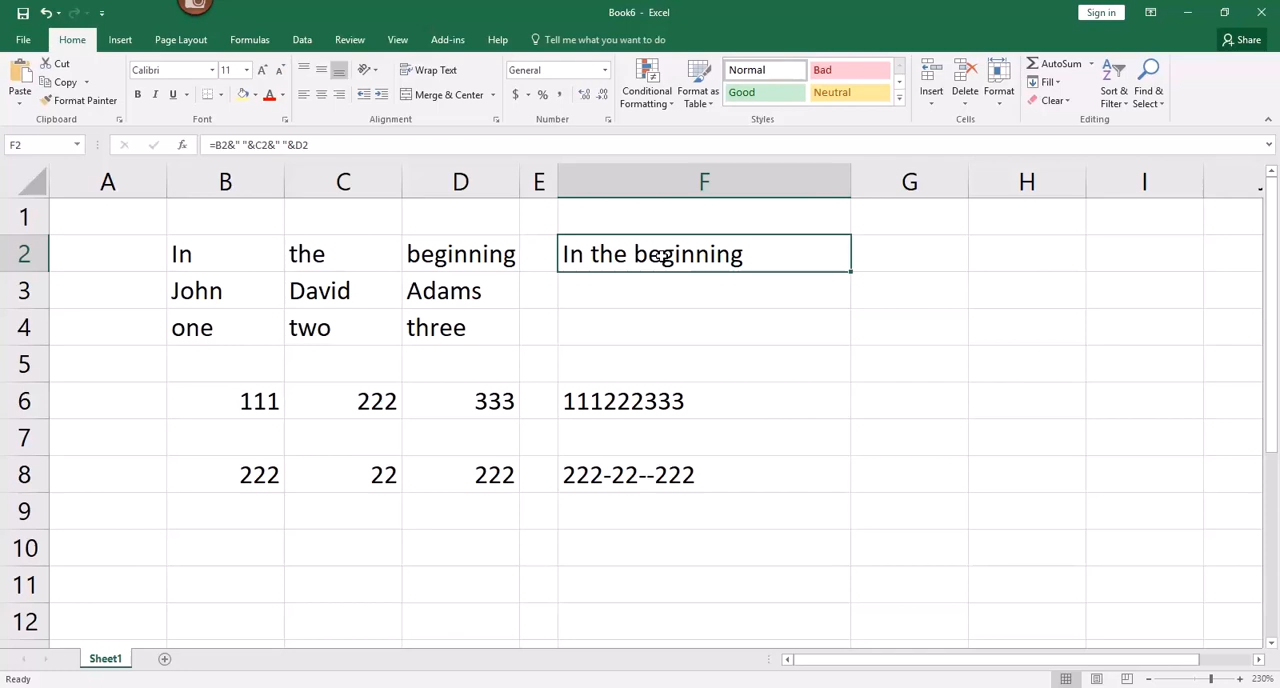 Book6 - Excel
Sign in
File Home Insert Page Layout Formulas Data Review View Add-ins Help Tell me what you want to do Share
Paste
Cut
Copy
Format Painter
Clipboard
Calibri 11
B I U
Font
Wrap Text
Merge & Center
Alignment
General
$ % ,
Number
Conditional Formatting
Format as Table
Normal Bad
Good Neutral
Styles
Insert Delete Format
Cells
AutoSum
Fill
Clear
Sort & Filter
Find & Select
Editing
F2 fx =B2&" "&C2&" "&D2
A B C D E F G H I
1
2 In the beginning In the beginning
3 John David Adams
4 one two three
5
6 111 222 333 111222333
7
8 222 22 222 222-22--222
9
10
11
12
Sheet1
Ready 230%